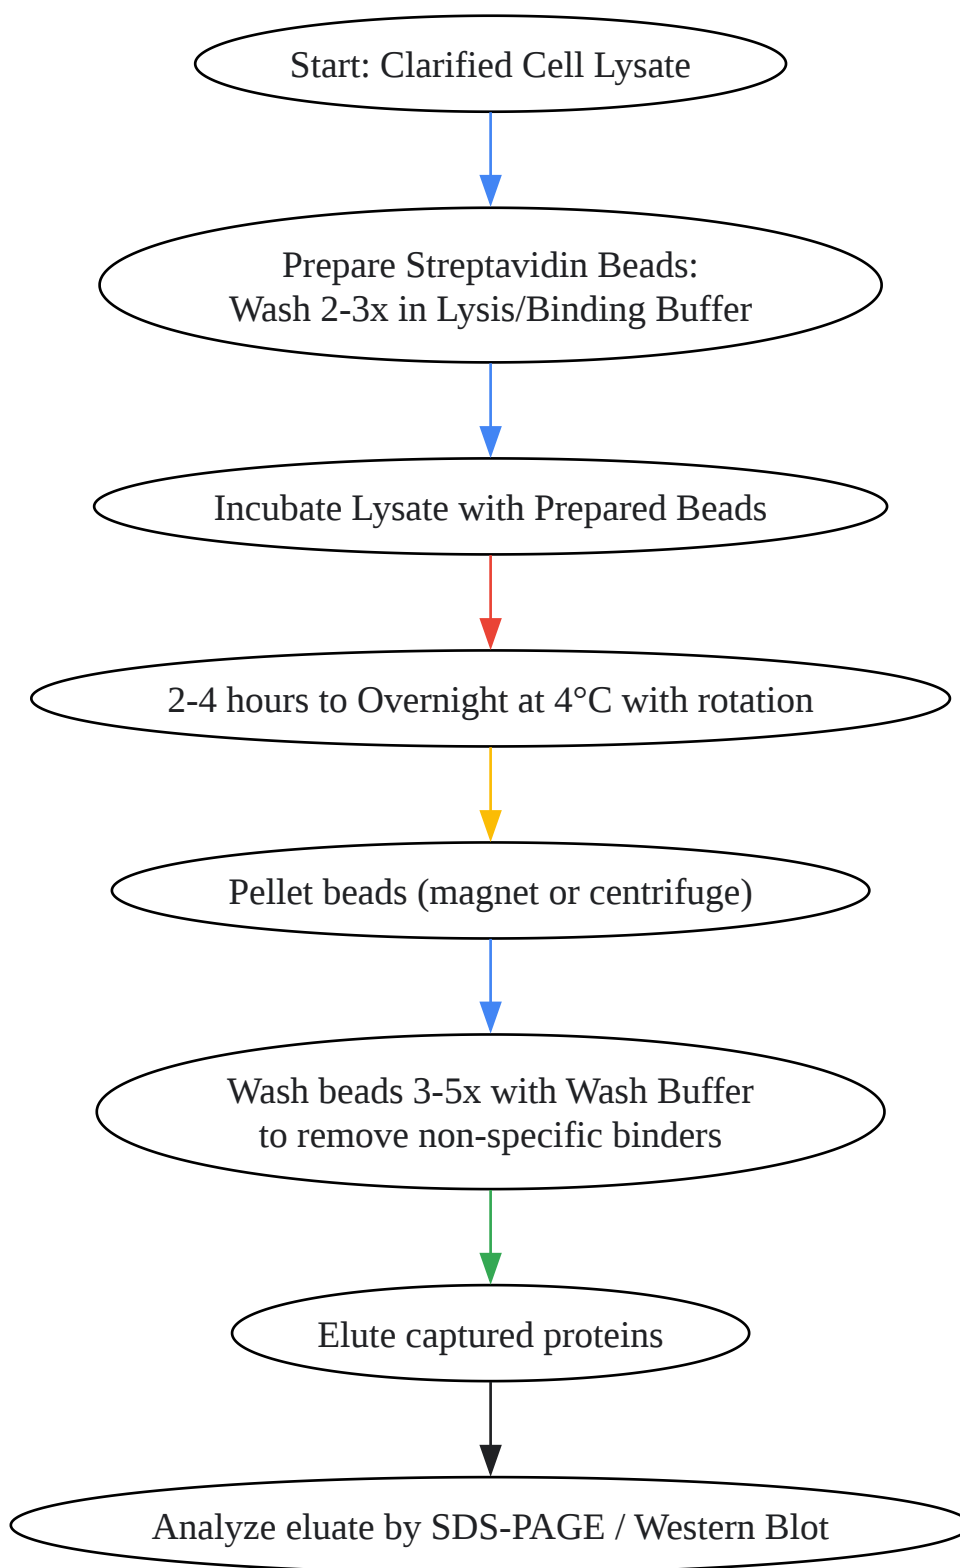 Start: Clarified Cell Lysate
Prepare Streptavidin Beads:
Wash 2-3x in Lysis/Binding Buffer
Incubate Lysate with Prepared Beads
2-4 hours to Overnight at 4°C with rotation
Pellet beads (magnet or centrifuge)
Wash beads 3-5x with Wash Buffer
to remove non-specific binders
Elute captured proteins
Analyze eluate by SDS-PAGE / Western Blot